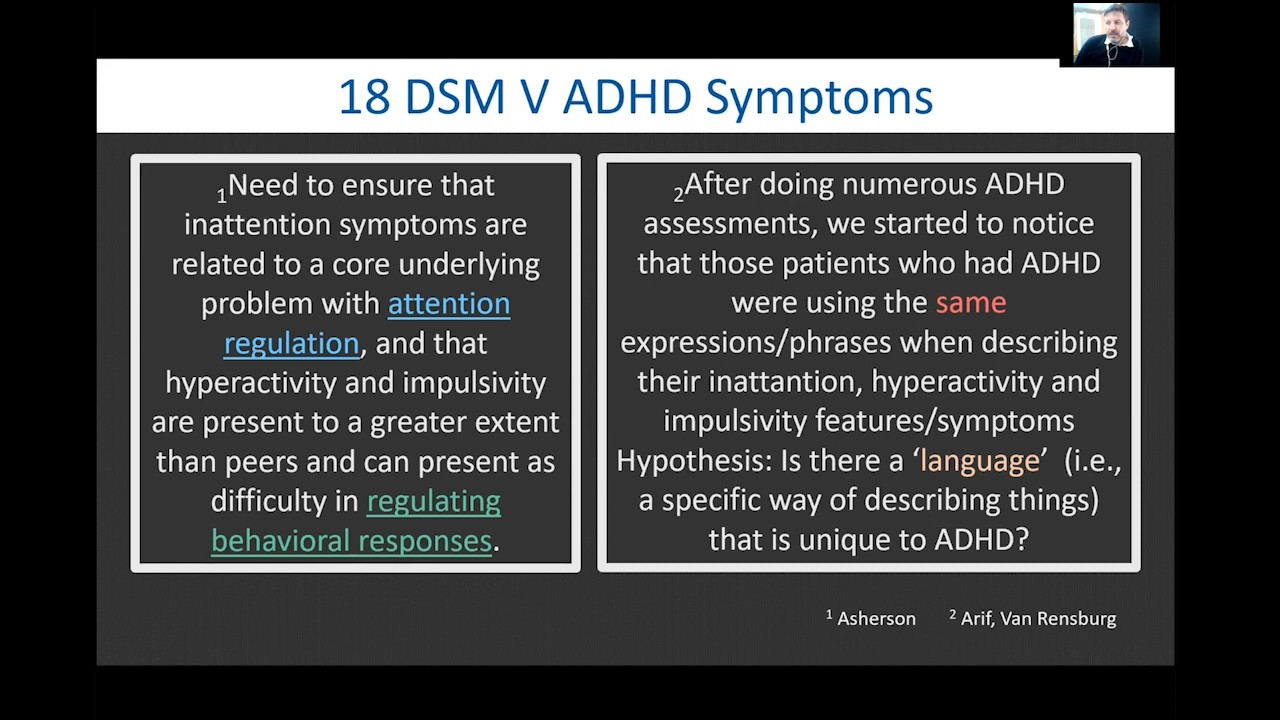 18 DSM V ADHD Symptoms
1Need to ensure that
inattention symptoms are
related to a core underlying
problem with attention
regulation, and that
hyperactivity and impulsivity
are present to a greater extent
than peers and can present as
difficulty in regulating
behavioral responses.
2After doing numerous ADHD
assessments, we started to notice
that those patients who had ADHD
were using the same
expressions/phrases when describing
their inattantion, hyperactivity and
impulsivity features/symptoms
Hypothesis: Is there a ‘language’ (i.e.,
a specific way of describing things)
that is unique to ADHD?
1 Asherson 2 Arif, Van Rensburg